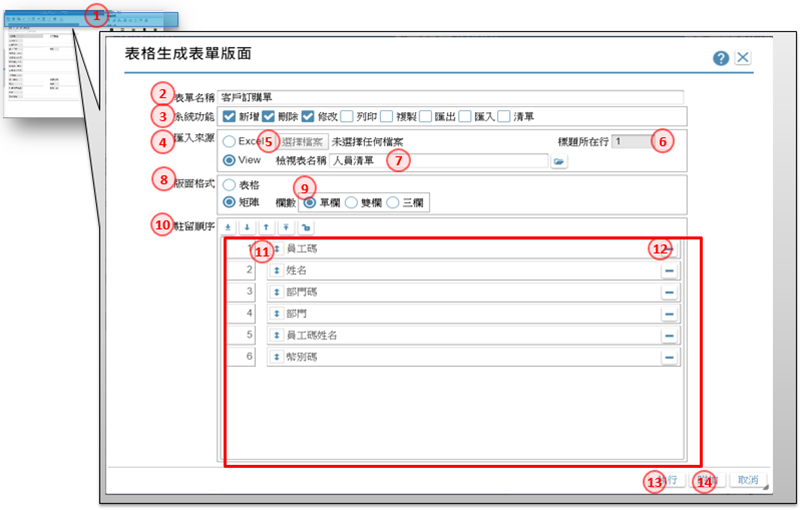 1
表格生成表單版面
?
2 表單名稱 客戶訂購單
3 系統功能 新增 刪除 修改 列印 複製 匯出 匯入 清單
4 匯入來源 Excel 5 選擇檔案 未選擇任何檔案 標題所在行 1 6
View 檢視表名稱 人員清單 7
8 版面格式 表格
9
矩陣 欄數 單欄 雙欄 三欄
10 駐留順序
1 11 員工碼 12
2 姓名
3 部門碼
4 部門
5 員工碼姓名
6 幣別碼
13 行 14 取消